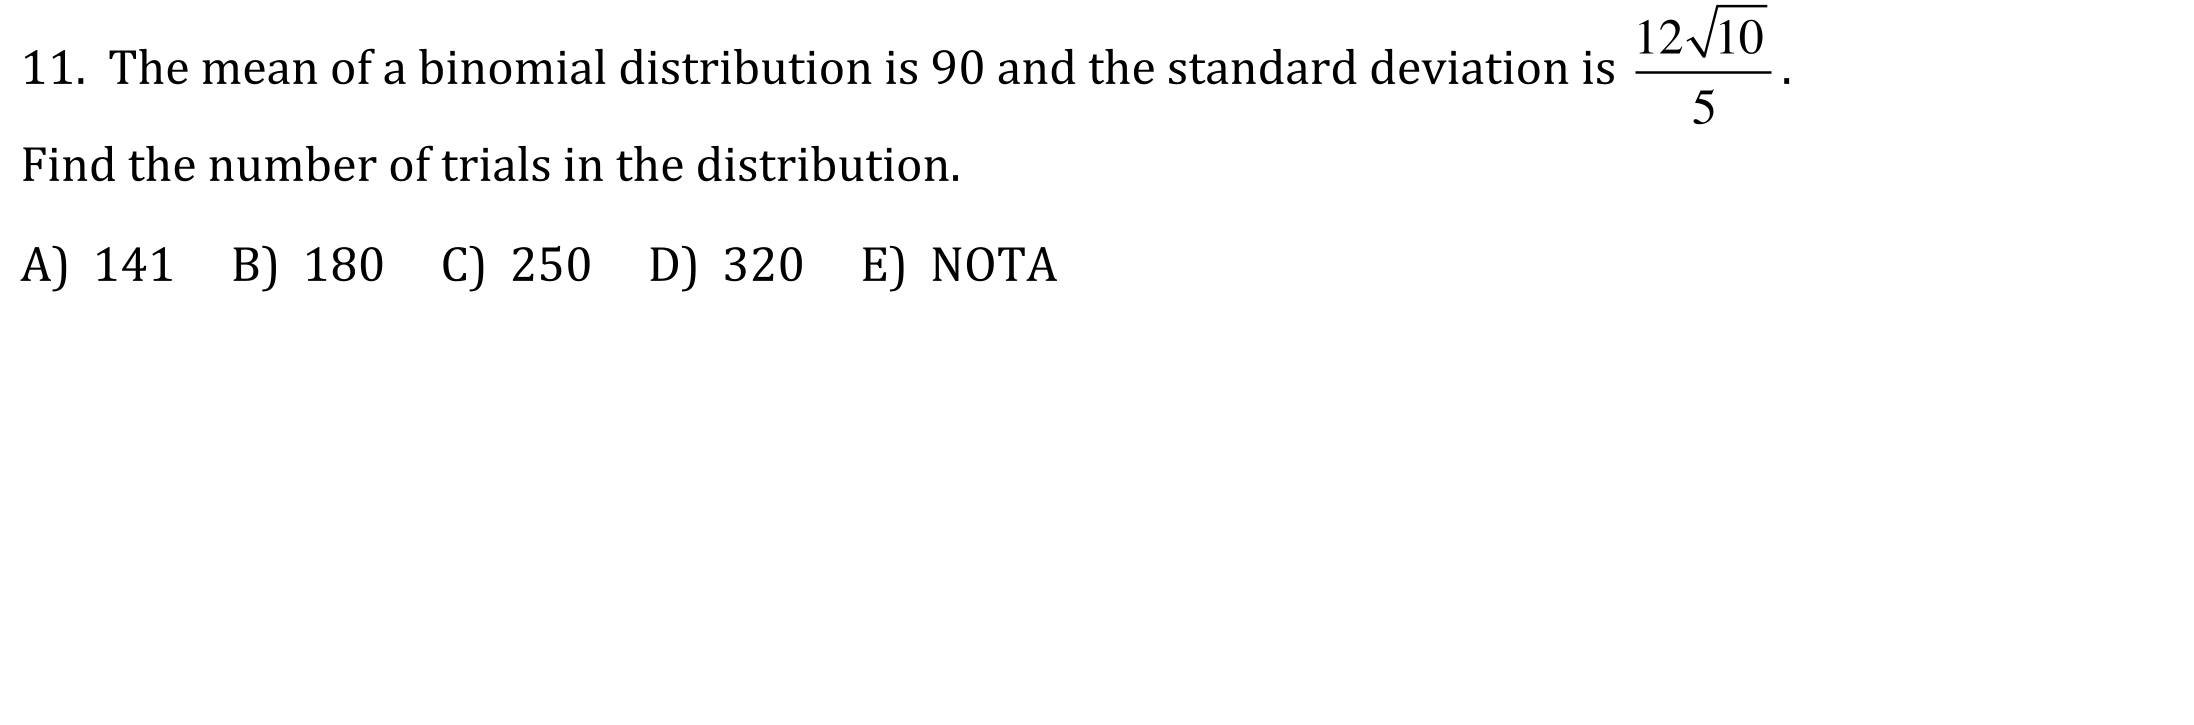 11. The mean of a binomial distribution is 90 and the standard deviation is $\frac{12\sqrt{10}}{5}$.
Find the number of trials in the distribution.
A) 141 B) 180 C) 250 D) 320 E) NOTA